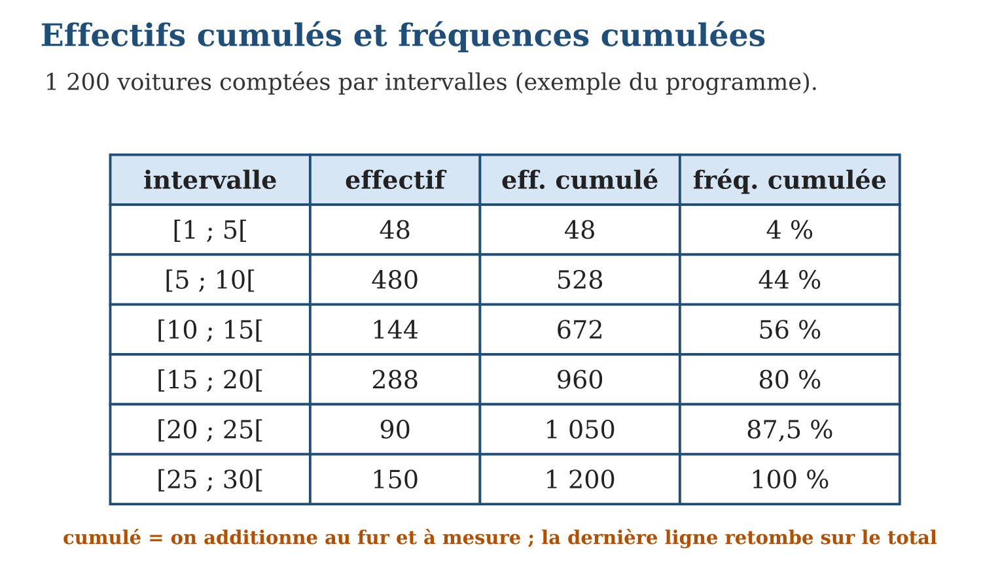 Effectifs cumulés et fréquences cumulées
1 200 voitures comptées par intervalles (exemple du programme).
intervalle effectif eff. cumulé fréq. cumulée
[1 ; 5[ 48 48 4 %
[5 ; 10[ 480 528 44 %
[10 ; 15[ 144 672 56 %
[15 ; 20[ 288 960 80 %
[20 ; 25[ 90 1 050 87,5 %
[25 ; 30[ 150 1 200 100 %
cumulé = on additionne au fur et à mesure ; la dernière ligne retombe sur le total